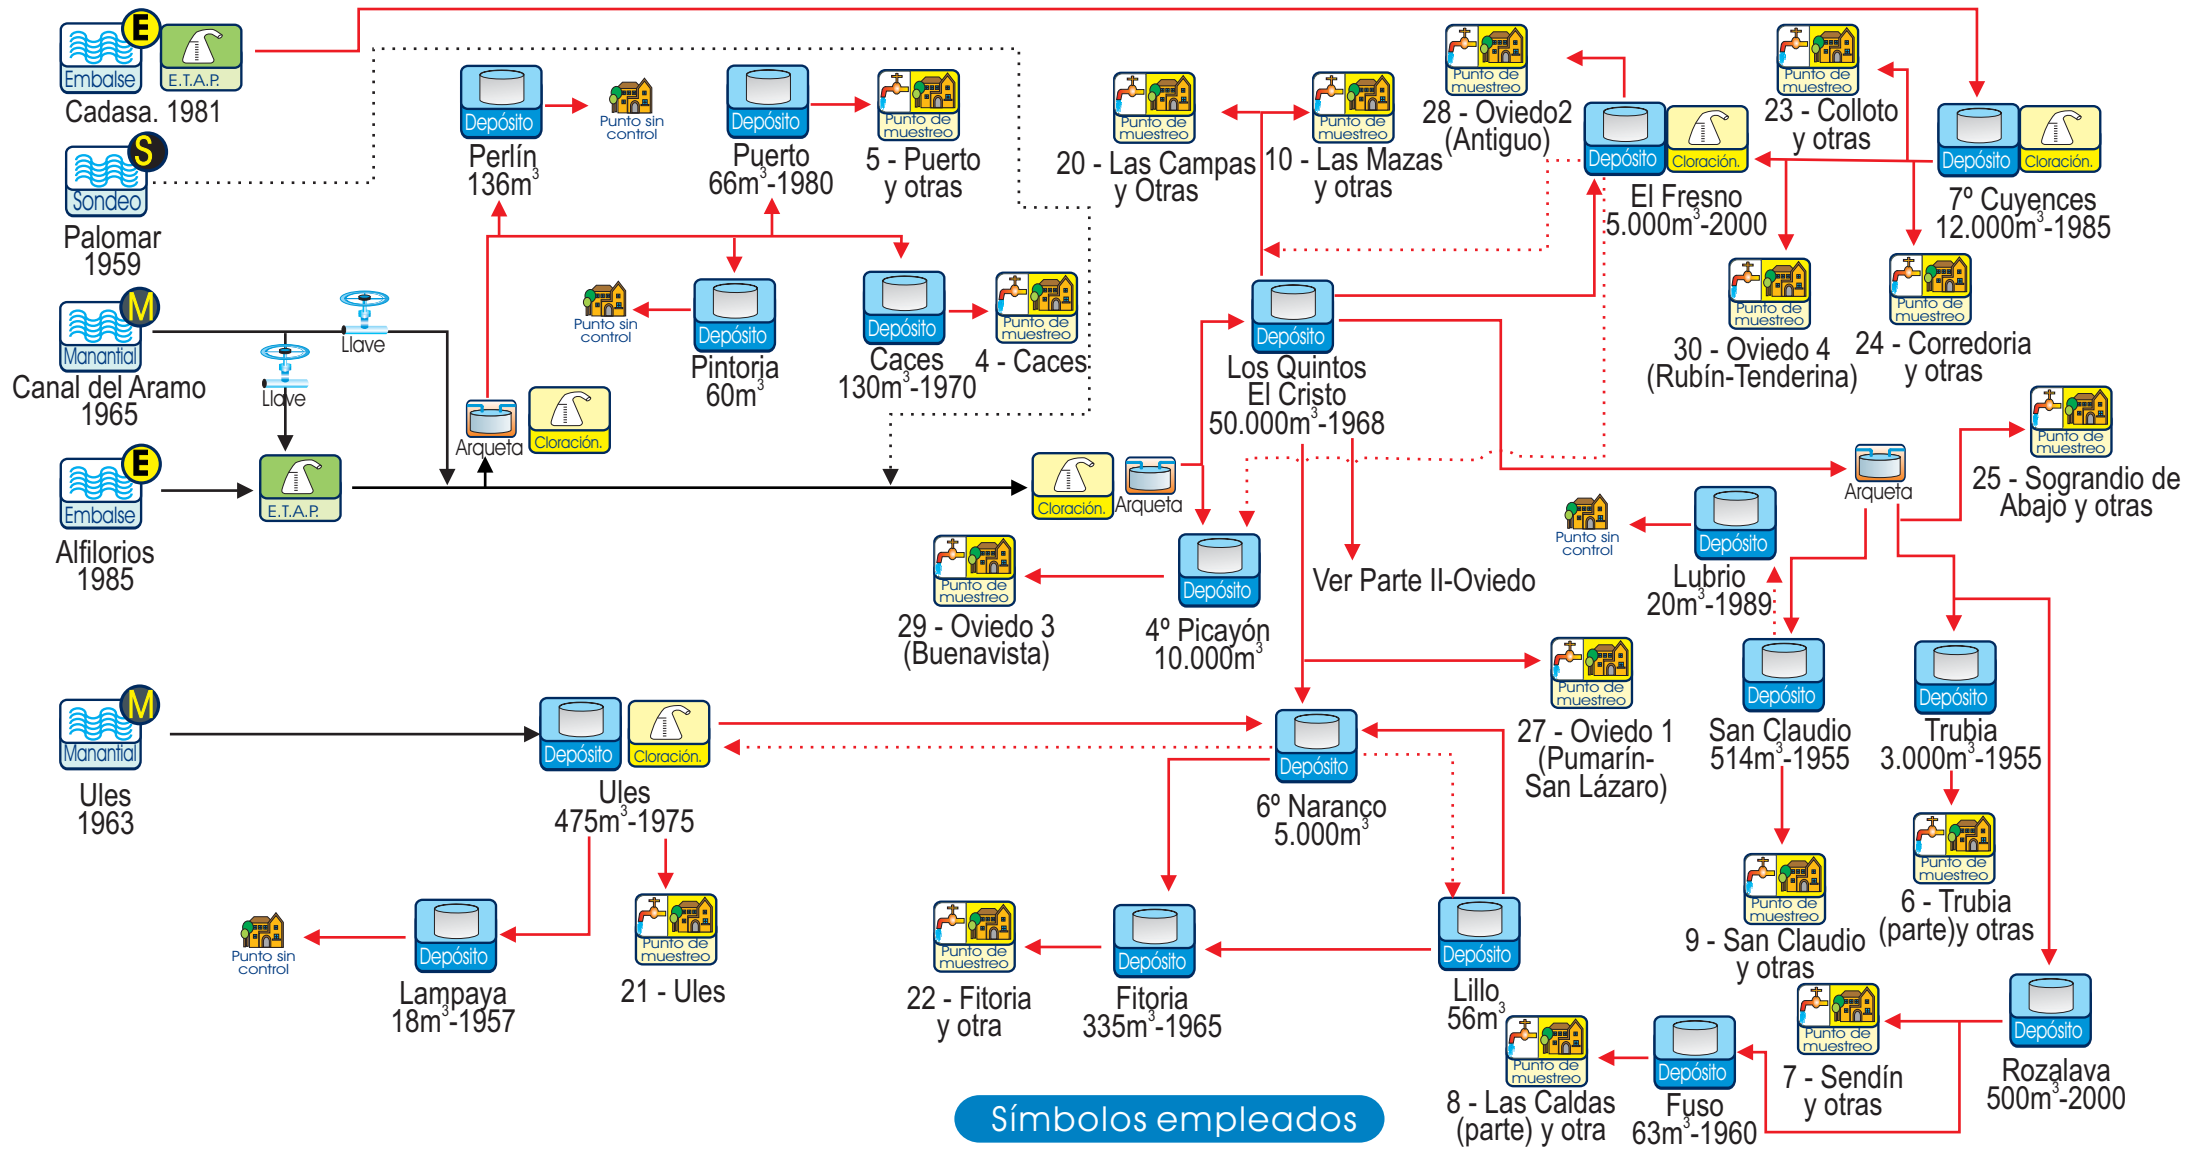 E
Embalse
E.T.A.P.
Cadasa. 1981
S
Sondeo
Palomar
1959
M
Manantial
Canal del Aramo
1965
Llave
Llave
E
Embalse
Alfilorios
1985
E.T.A.P.
Arqueta
Cloración.
Depósito
Perlín
136m³
Punto sin
control
Depósito
Puerto
66m³-1980
Punto de
muestreo
5 - Puerto
y otras
Punto sin
control
Depósito
Pintoria
60m³
Depósito
Caces
130m³-1970
Punto de
muestreo
4 - Caces
Cloración.
Arqueta
Punto de
muestreo
20 - Las Campas
y Otras
Punto de
muestreo
10 - Las Mazas
y otras
Punto de
muestreo
28 - Oviedo2
(Antiguo)
Depósito
Cloración.
El Fresno
5.000m³-2000
Punto de
muestreo
23 - Colloto
y otras
Depósito
Cloración.
7º Cuyences
12.000m³-1985
Punto de
muestreo
30 - Oviedo 4
(Rubín-Tenderina)
Punto de
muestreo
24 - Corredoria
y otras
Depósito
Los Quintos
El Cristo
50.000m³-1968
Ver Parte II-Oviedo
Punto de
muestreo
29 - Oviedo 3
(Buenavista)
Depósito
4º Picayón
10.000m³
Arqueta
Punto de
muestreo
25 - Sograndio de
Abajo y otras
Punto sin
control
Depósito
Lubrio
20m³-1989
Depósito
San Claudio
514m³-1955
Punto de
muestreo
9 - San Claudio
y otras
Depósito
Trubia
3.000m³-1955
Punto de
muestreo
6 - Trubia
(parte)y otras
Punto de
muestreo
27 - Oviedo 1
(Pumarín-
San Lázaro)
M
Manantial
Ules
1963
Depósito
Cloración.
Ules
475m³-1975
Depósito
6º Naranco
5.000m³
Punto sin
control
Depósito
Lampaya
18m³-1957
Punto de
muestreo
21 - Ules
Punto de
muestreo
22 - Fitoria
y otra
Depósito
Fitoria
335m³-1965
Depósito
Lillo
56m³
Punto de
muestreo
8 - Las Caldas
(parte) y otra
Depósito
Fuso
63m³-1960
Punto de
muestreo
7 - Sendín
y otras
Depósito
Rozalava
500m³-2000
Símbolos empleados